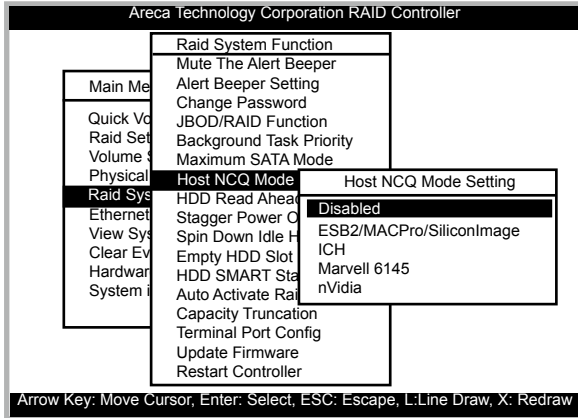 Areca Technology Corporation RAID Controller
Main Me
Quick Vo
Raid Set
Volume S
Physical
Raid Sys
Ethernet
View Sys
Clear Ev
Hardwar
System i
Raid System Function
Mute The Alert Beeper
Alert Beeper Setting
Change Password
JBOD/RAID Function
Background Task Priority
Maximum SATA Mode
Host NCQ Mode
HDD Read Ahead
Stagger Power O
Spin Down Idle H
Empty HDD Slot
HDD SMART Sta
Auto Activate Rai
Capacity Truncation
Terminal Port Config
Update Firmware
Restart Controller
Host NCQ Mode Setting
Disabled
ESB2/MACPro/SiliconImage
ICH
Marvell 6145
nVidia
Arrow Key: Move Cursor, Enter: Select, ESC: Escape, L:Line Draw, X: Redraw